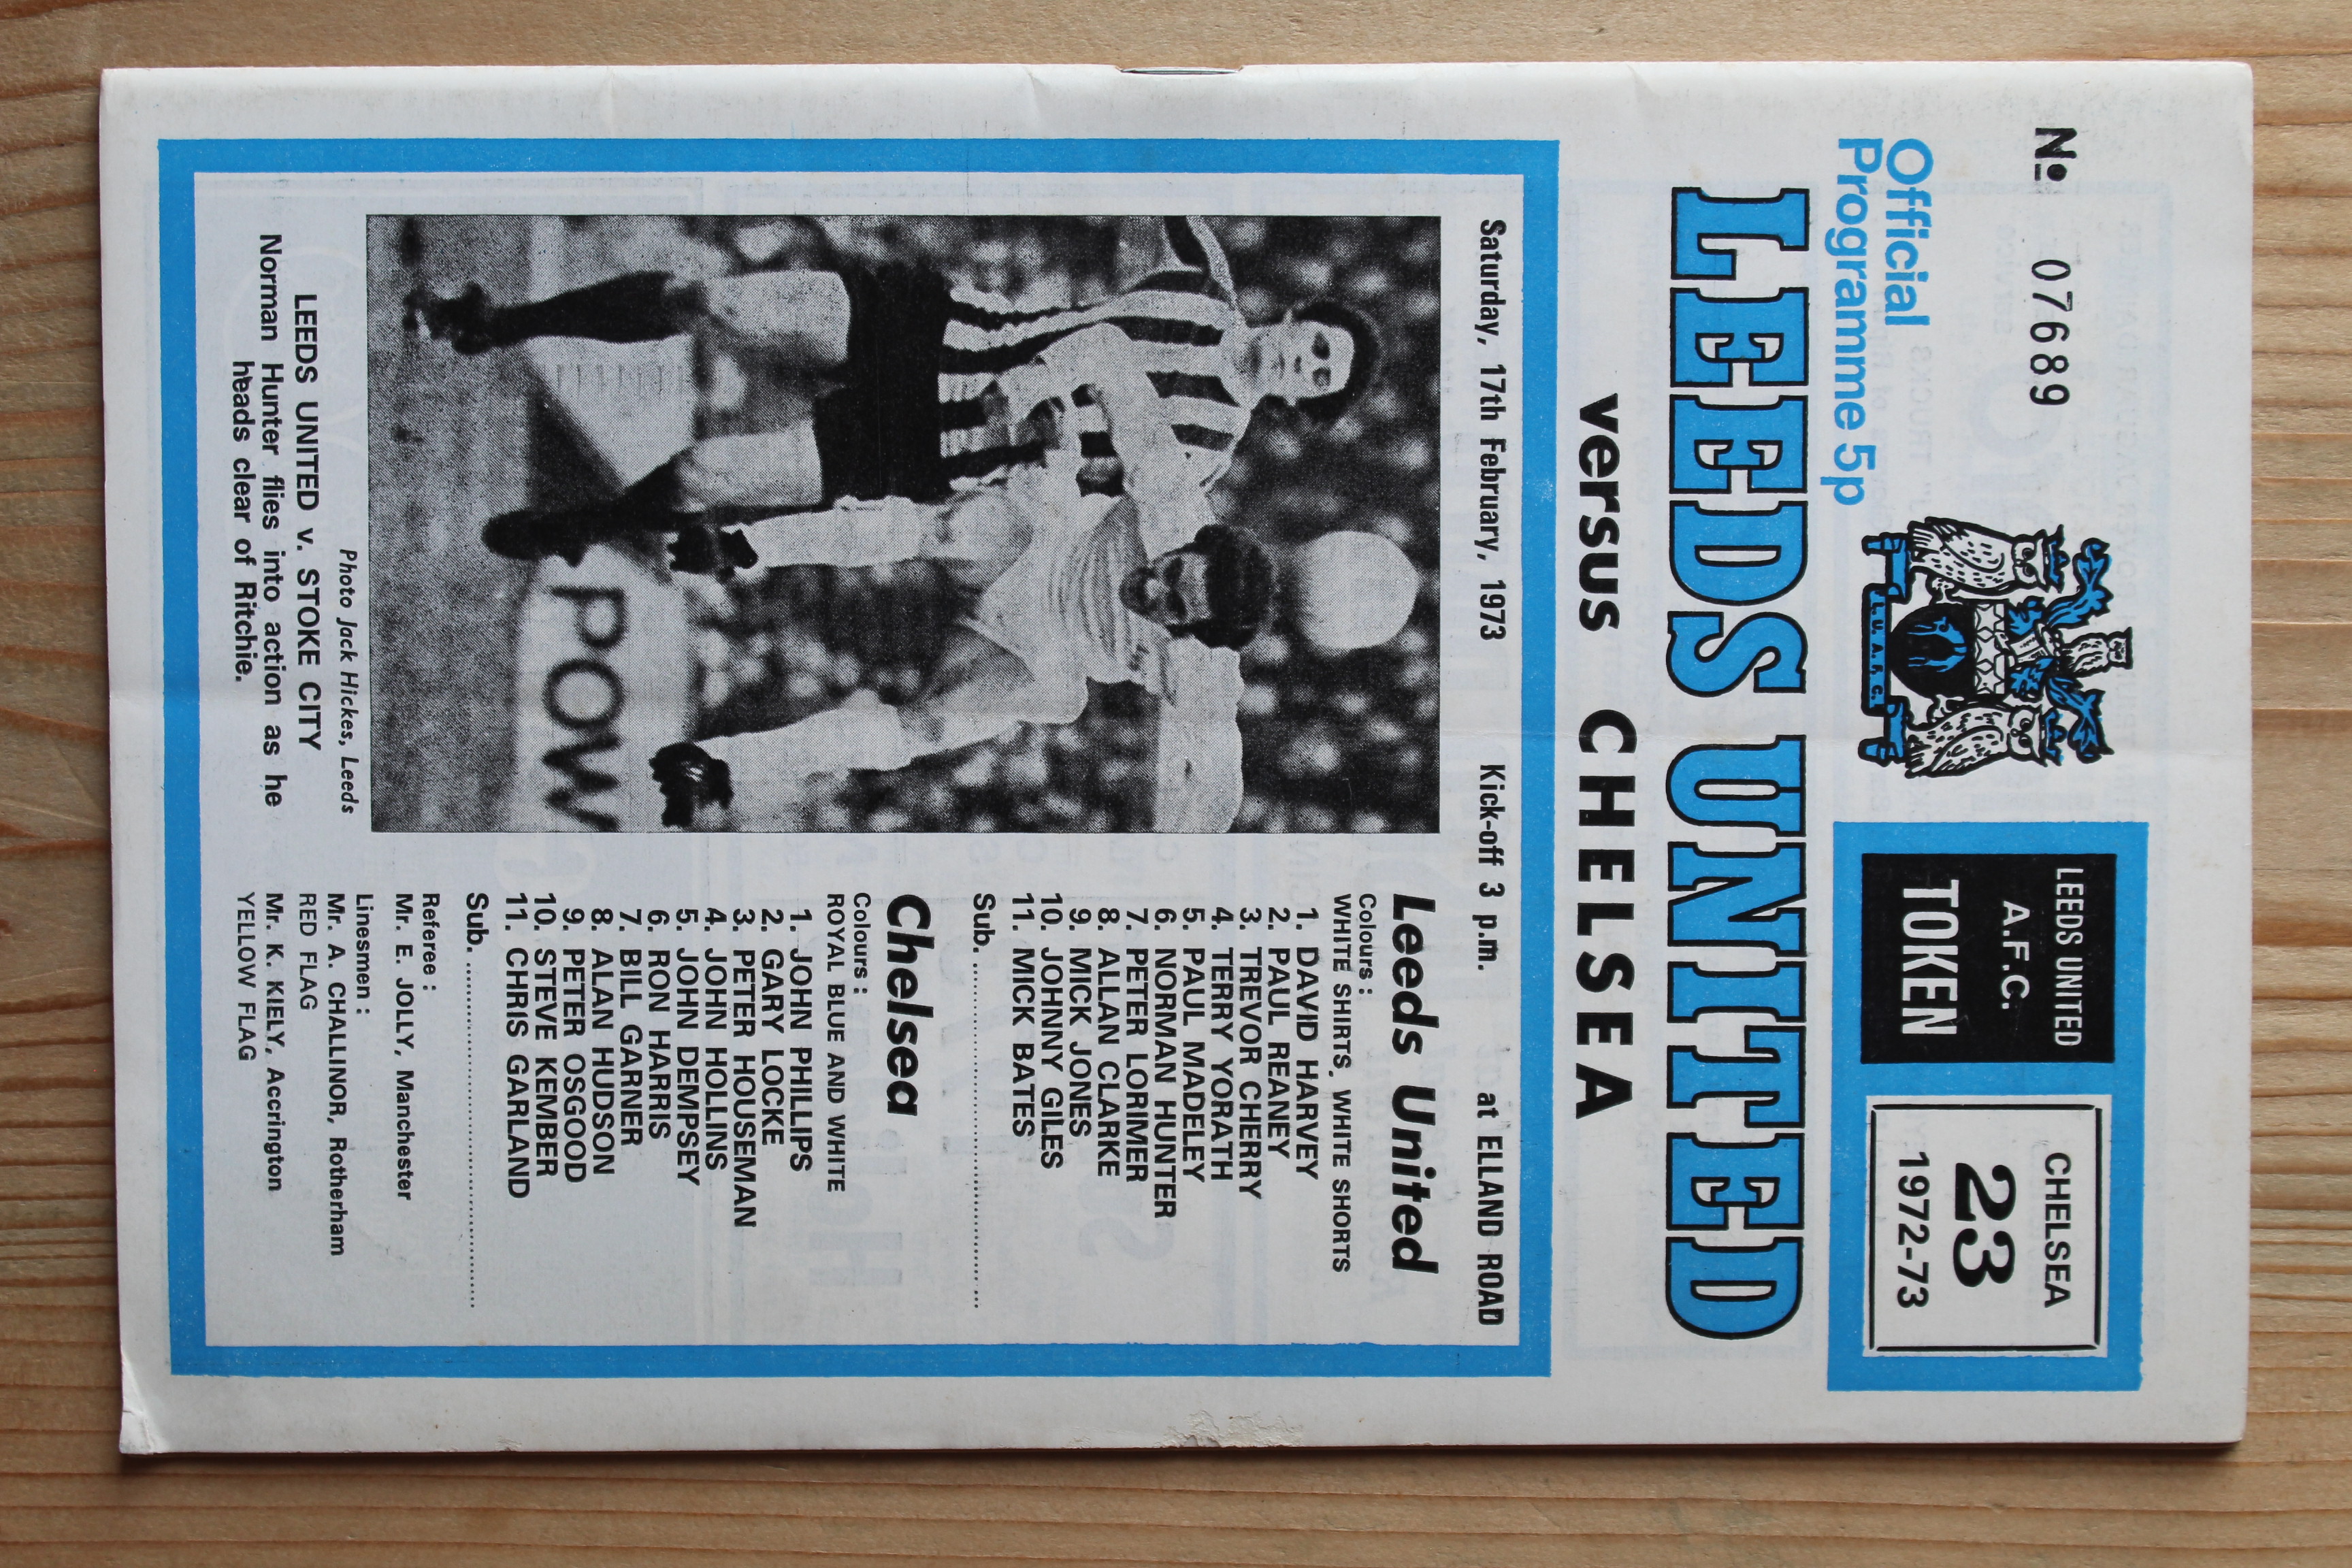 Nº 07689
Official
Programme 5p
L. U. A. F. C.
LEEDS UNITED
A.F.C.
TOKEN
CHELSEA
23
1972-73
LEEDS UNITED
versus CHELSEA
Saturday, 17th February, 1973 Kick-off 3 p.m. at ELLAND ROAD
POW
Photo Jack Hickes, Leeds
LEEDS UNITED v. STOKE CITY
Norman Hunter flies into action as he
heads clear of Ritchie.
Leeds United
Colours :
WHITE SHIRTS. WHITE SHORTS
1. DAVID HARVEY
2. PAUL REANEY
3. TREVOR CHERRY
4. TERRY YORATH
5. PAUL MADELEY
6. NORMAN HUNTER
7. PETER LORIMER
8. ALLAN CLARKE
9. MICK JONES
10. JOHNNY GILES
11. MICK BATES
Sub. ........................................
Chelsea
Colours :
ROYAL BLUE AND WHITE
1. JOHN PHILLIPS
2. GARY LOCKE
3. PETER HOUSEMAN
4. JOHN HOLLINS
5. JOHN DEMPSEY
6. RON HARRIS
7. BILL GARNER
8. ALAN HUDSON
9. PETER OSGOOD
10. STEVE KEMBER
11. CHRIS GARLAND
Sub. ........................................
Referee :
Mr. E. JOLLY, Manchester
Linesmen :
Mr. A. CHALLINOR, Rotherham
RED FLAG
Mr. K. KIELY, Accrington
YELLOW FLAG